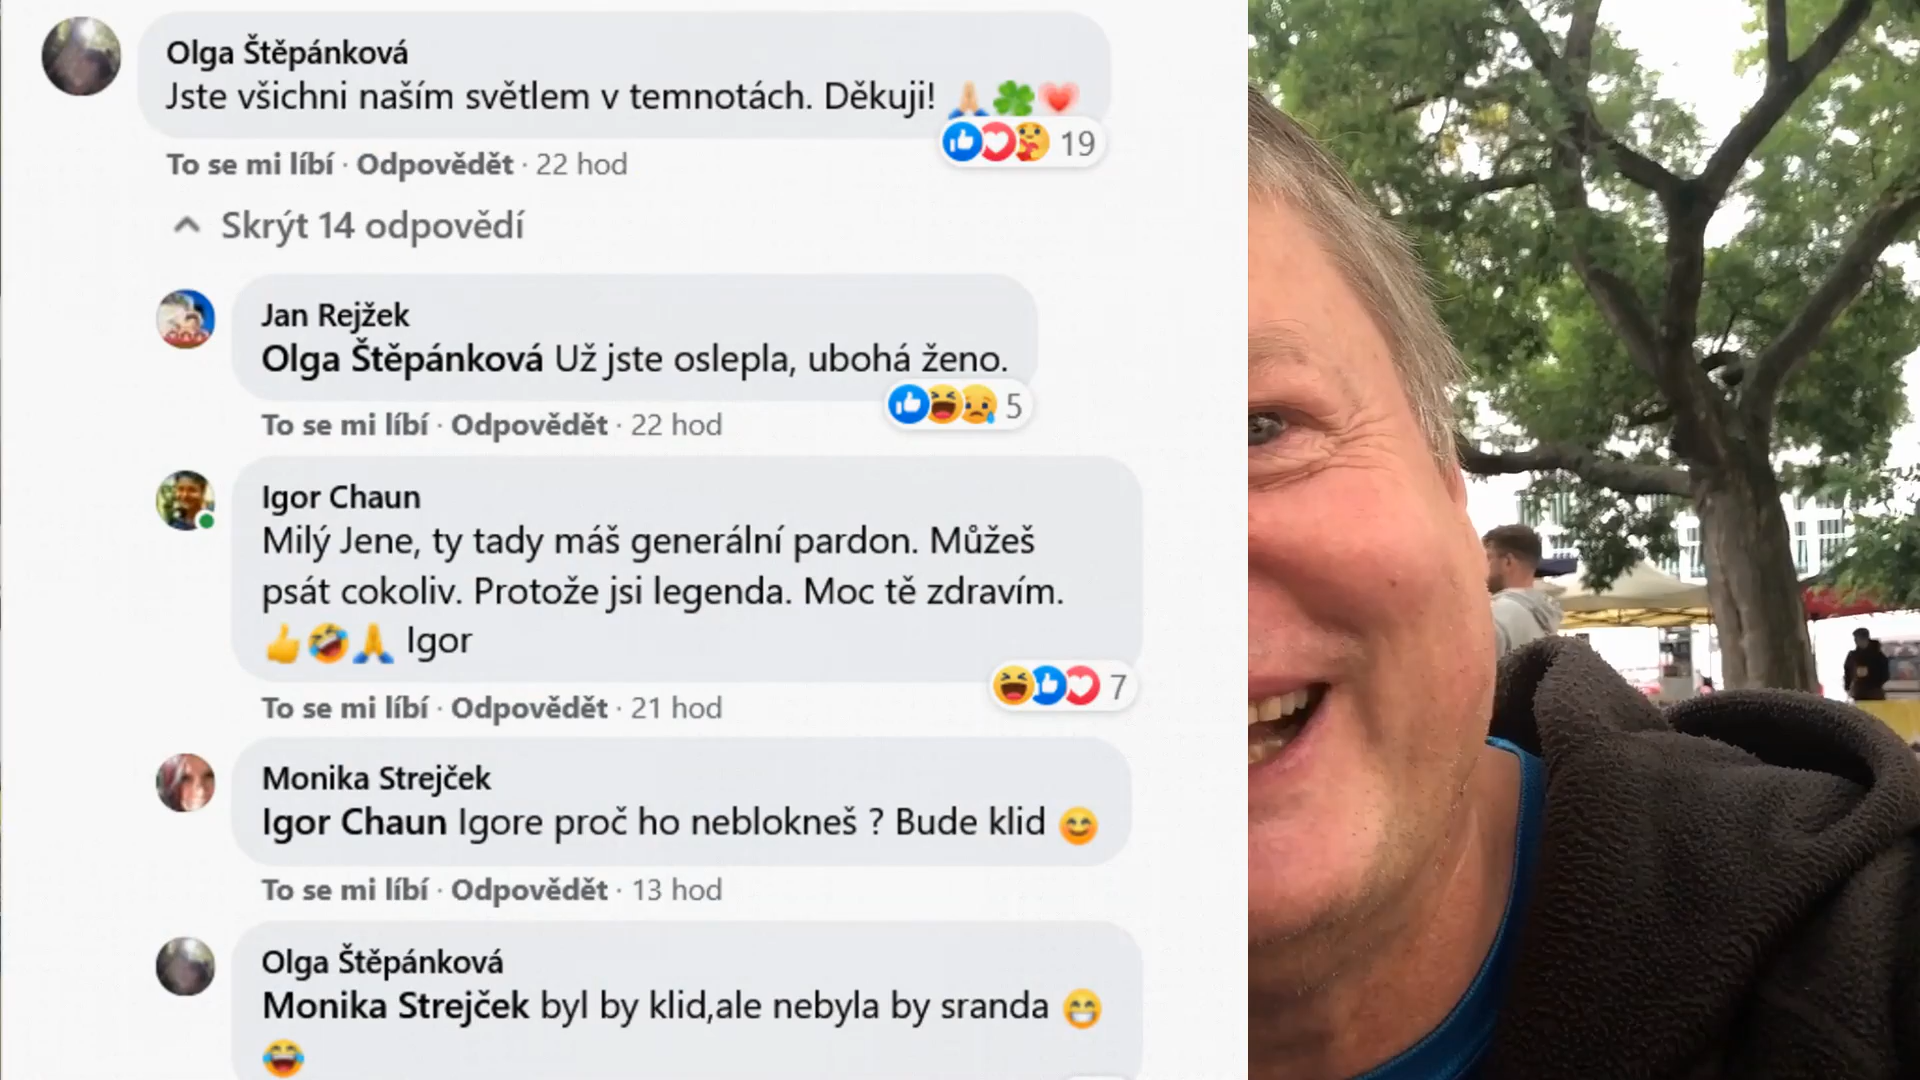 Olga Štěpánková
Jste všichni naším světlem v temnotách. Děkuji! 🙏🍀💗
19
To se mi líbí · Odpovědět · 22 hod
Skrýt 14 odpovědí
Jan Rejžek
Olga Štěpánková Už jste oslepla, ubohá ženo.
5
To se mi líbí · Odpovědět · 22 hod
Igor Chaun
Milý Jene, ty tady máš generální pardon. Můžeš
psát cokoliv. Protože jsi legenda. Moc tě zdravím.
👍🤣🙏 Igor
7
To se mi líbí · Odpovědět · 21 hod
Monika Strejček
Igor Chaun Igore proč ho neblokneš ? Bude klid 😊
To se mi líbí · Odpovědět · 13 hod
Olga Štěpánková
Monika Strejček byl by klid,ale nebyla by sranda 😁
😂